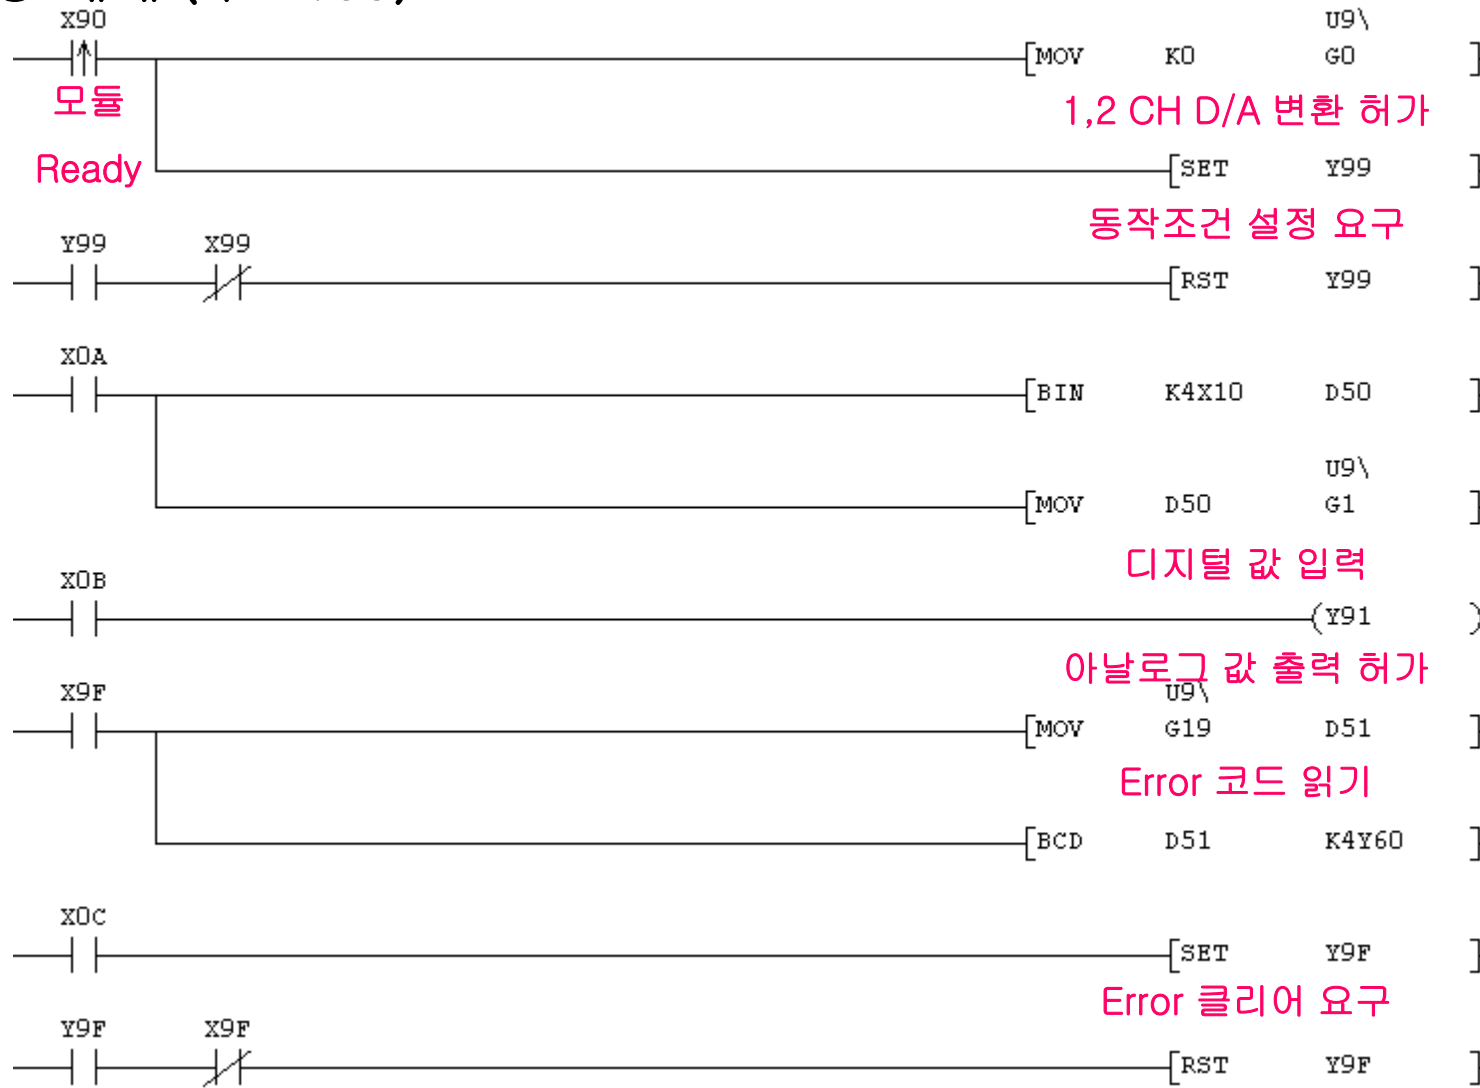 X90 U9\
MOV K0 G0
모듈
1,2 CH D/A 변환 허가
Ready
SET Y99
동작조건 설정 요구
Y99 X99
RST Y99
X0A
BIN K4X10 D50
U9\
MOV D50 G1
디지털 값 입력
X0B
Y91
아날로그 값 출력 허가
X9F U9\
MOV G19 D51
Error 코드 읽기
BCD D51 K4Y60
X0C
SET Y9F
Error 클리어 요구
Y9F X9F
RST Y9F